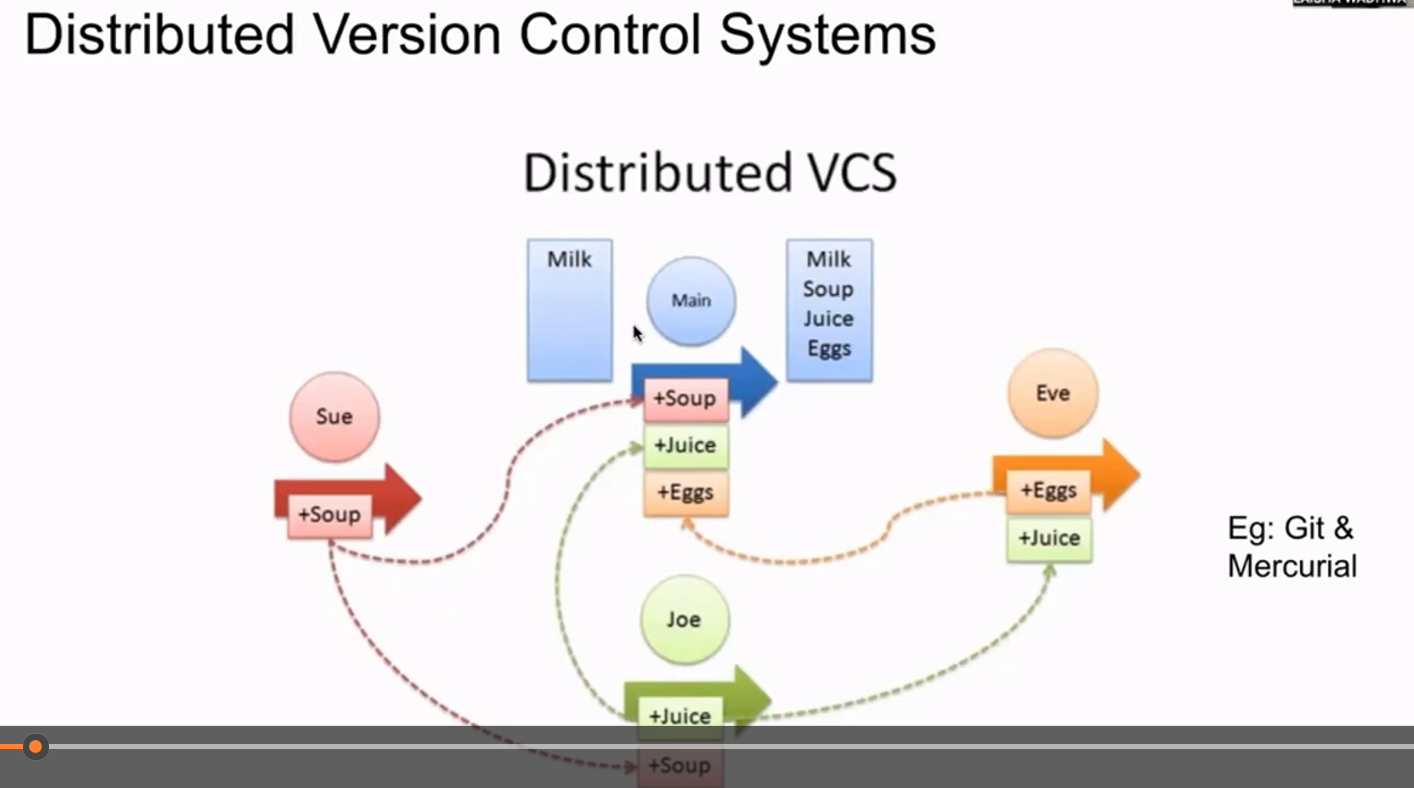 Distributed Version Control Systems
Distributed VCS
Milk
Main
Milk
Soup
Juice
Eggs
Sue
+Soup
+Soup
+Juice
+Eggs
Eve
+Eggs
+Juice
Eg: Git &
Mercurial
Joe
+Juice
+Soup